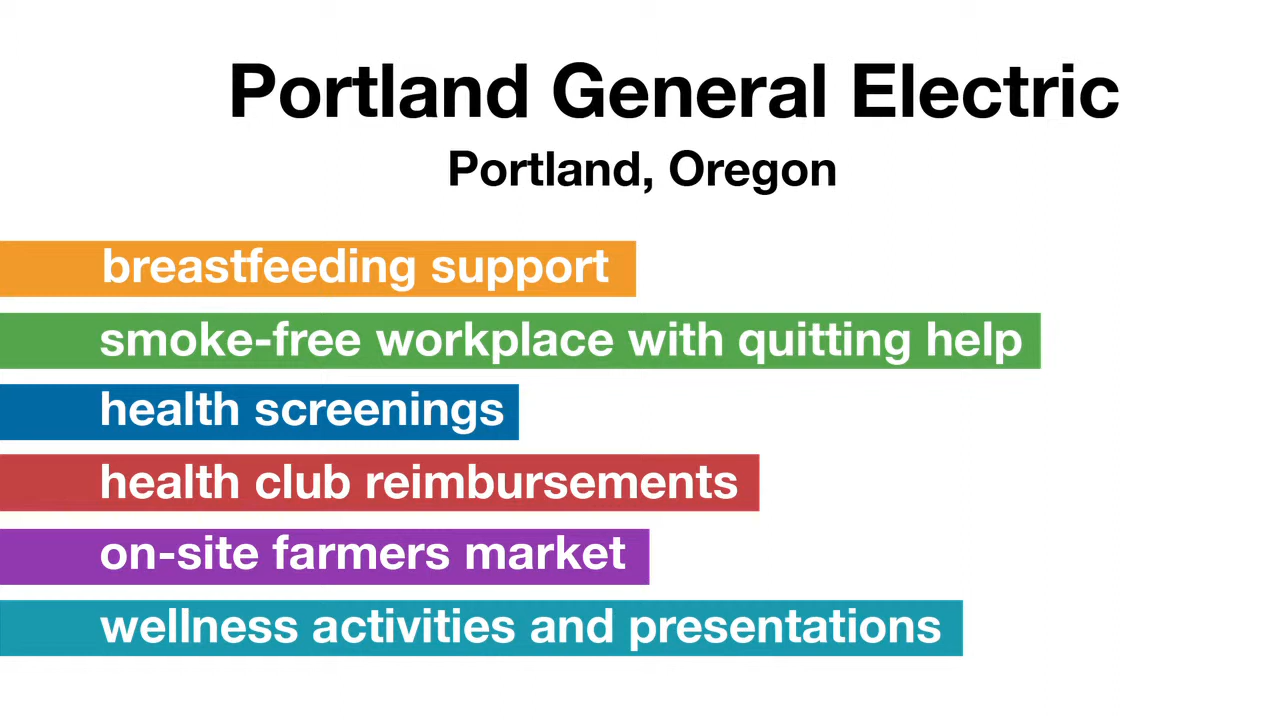 Portland General Electric
Portland, Oregon
breastfeeding support
smoke-free workplace with quitting help
health screenings
health club reimbursements
on-site farmers market
wellness activities and presentations